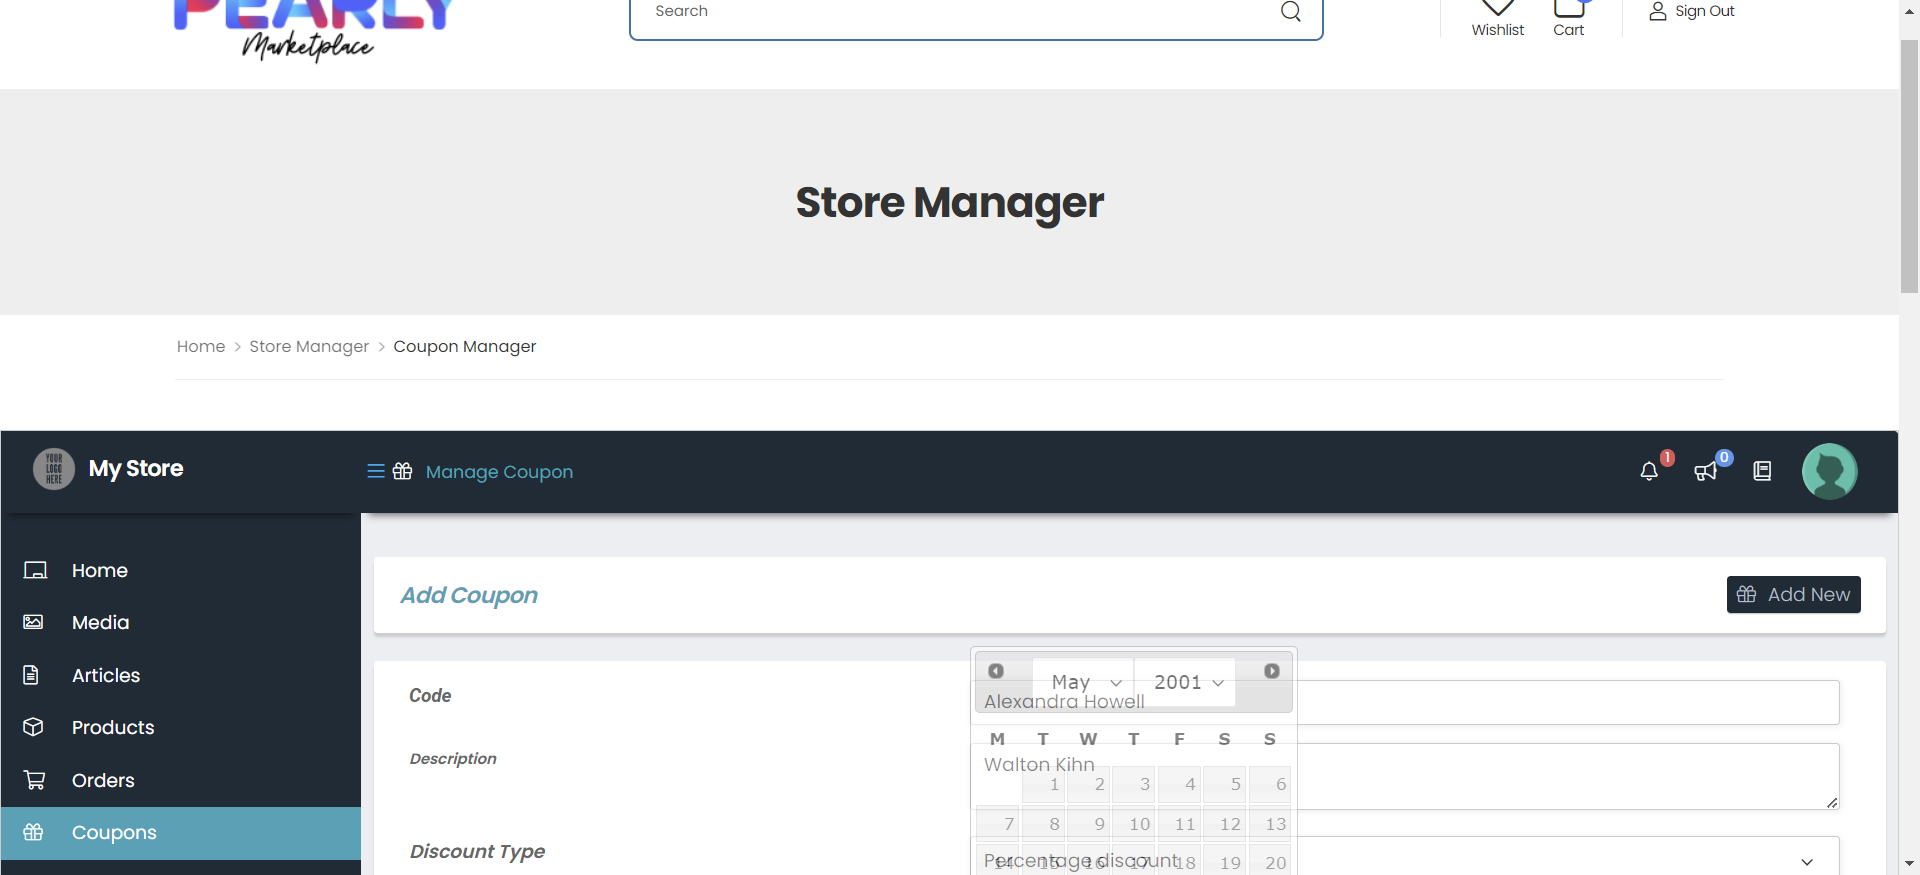 PEARLY
Marketplace
Search
Wishlist
Cart
Sign Out
Store Manager
Home > Store Manager > Coupon Manager
YOUR
LOGO
HERE
My Store
Manage Coupon
1
0
Home
Media
Articles
Products
Orders
Coupons
Add Coupon
Add New
Code
Alexandra Howell
May 2001
M T W T F S S
Description
Walton Kihn
1 2 3 4 5 6
7 8 9 10 11 12 13
Discount Type
Percentage discount
14 15 16 17 18 19 20